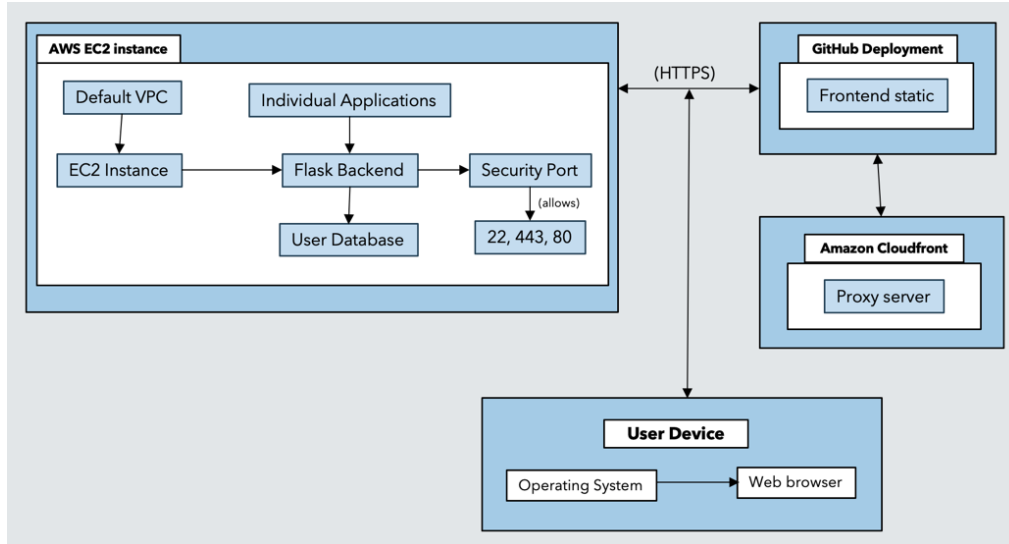 AWS EC2 instance
Default VPC
Individual Applications
EC2 Instance
Flask Backend
Security Port
(allows)
User Database
22, 443, 80
(HTTPS)
GitHub Deployment
Frontend static
Amazon Cloudfront
Proxy server
User Device
Operating System
Web browser